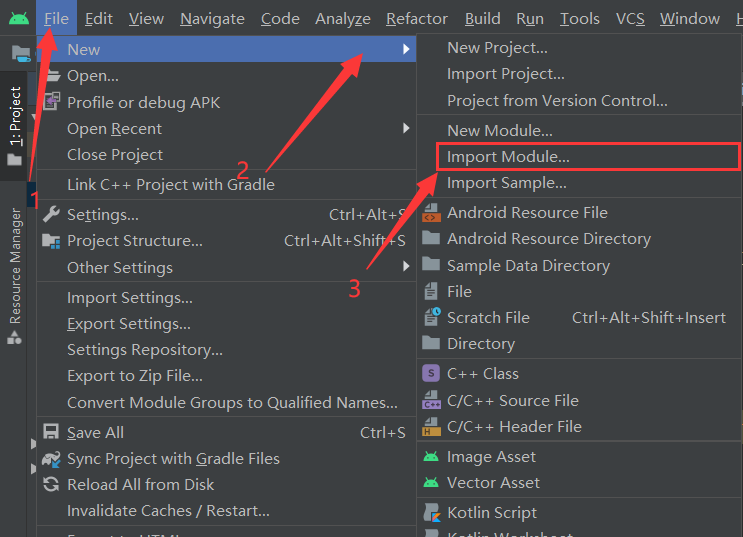 File Edit View Navigate Code Analyze Refactor Build Run Tools VCS Window
1: Project
Resource Manager
1
2
3
New
Open...
Profile or debug APK
Open Recent
Close Project
Link C++ Project with Gradle
Settings... Ctrl+Alt+S
Project Structure... Ctrl+Alt+Shift+S
Other Settings
Import Settings...
Export Settings...
Settings Repository...
Export to Zip File...
Convert Module Groups to Qualified Names...
Save All Ctrl+S
Sync Project with Gradle Files
Reload All from Disk
Invalidate Caches / Restart...
New Project...
Import Project...
Project from Version Control...
New Module...
Import Module...
Import Sample...
Android Resource File
Android Resource Directory
Sample Data Directory
File
Scratch File Ctrl+Alt+Shift+Insert
Directory
C++ Class
C/C++ Source File
C/C++ Header File
Image Asset
Vector Asset
Kotlin Script
Kotlin Worksheet